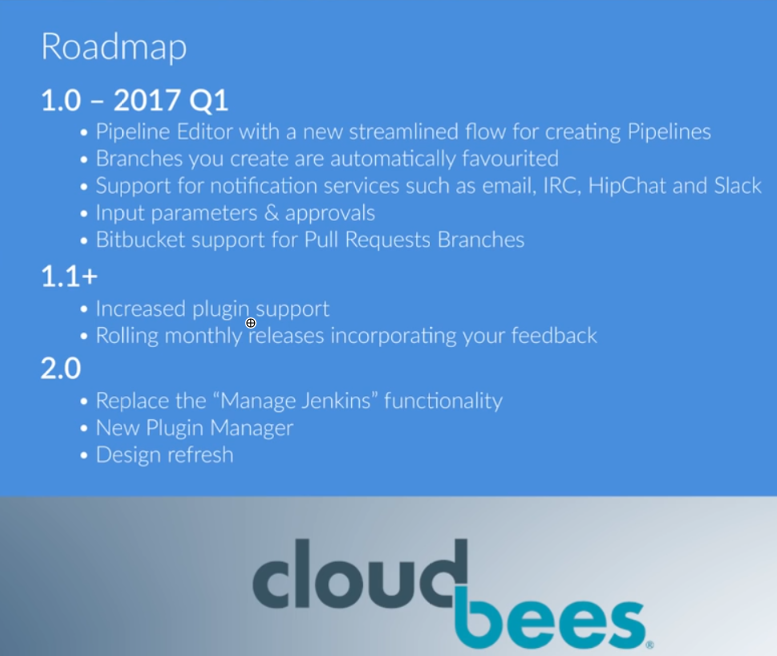 Roadmap
1.0 – 2017 Q1
• Pipeline Editor with a new streamlined flow for creating Pipelines
• Branches you create are automatically favourited
• Support for notification services such as email, IRC, HipChat and Slack
• Input parameters & approvals
• Bitbucket support for Pull Requests Branches
1.1+
• Increased plugin support
• Rolling monthly releases incorporating your feedback
2.0
• Replace the “Manage Jenkins” functionality
• New Plugin Manager
• Design refresh
cloud
bees®